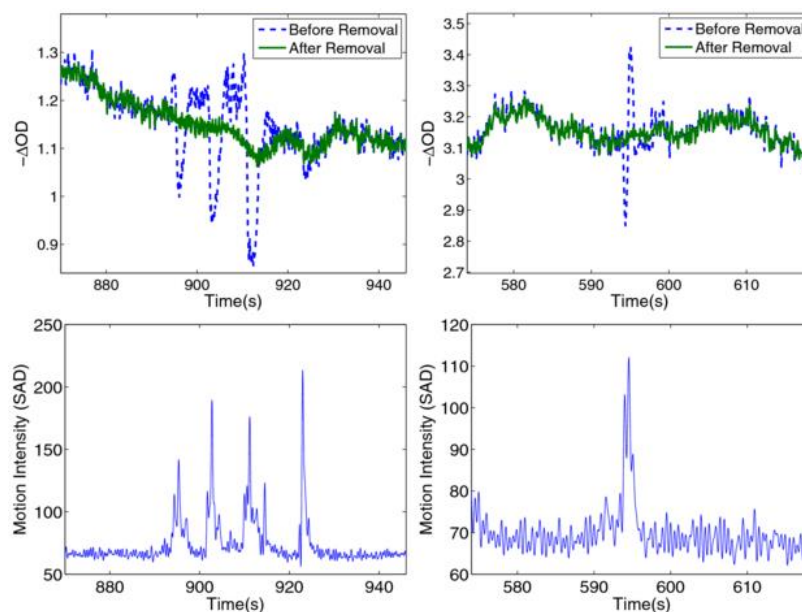 Before Removal
After Removal
1.3
1.2
1.1
1
0.9
−ΔOD
880 900 920 940
Time(s)
Before Removal
After Removal
3.5
3.4
3.3
3.2
3.1
3
2.9
2.8
2.7
−ΔOD
580 590 600 610
Time(s)
250
200
150
100
50
Motion Intensity (SAD)
880 900 920 940
Time(s)
120
110
100
90
80
70
60
Motion Intensity (SAD)
580 590 600 610
Time(s)